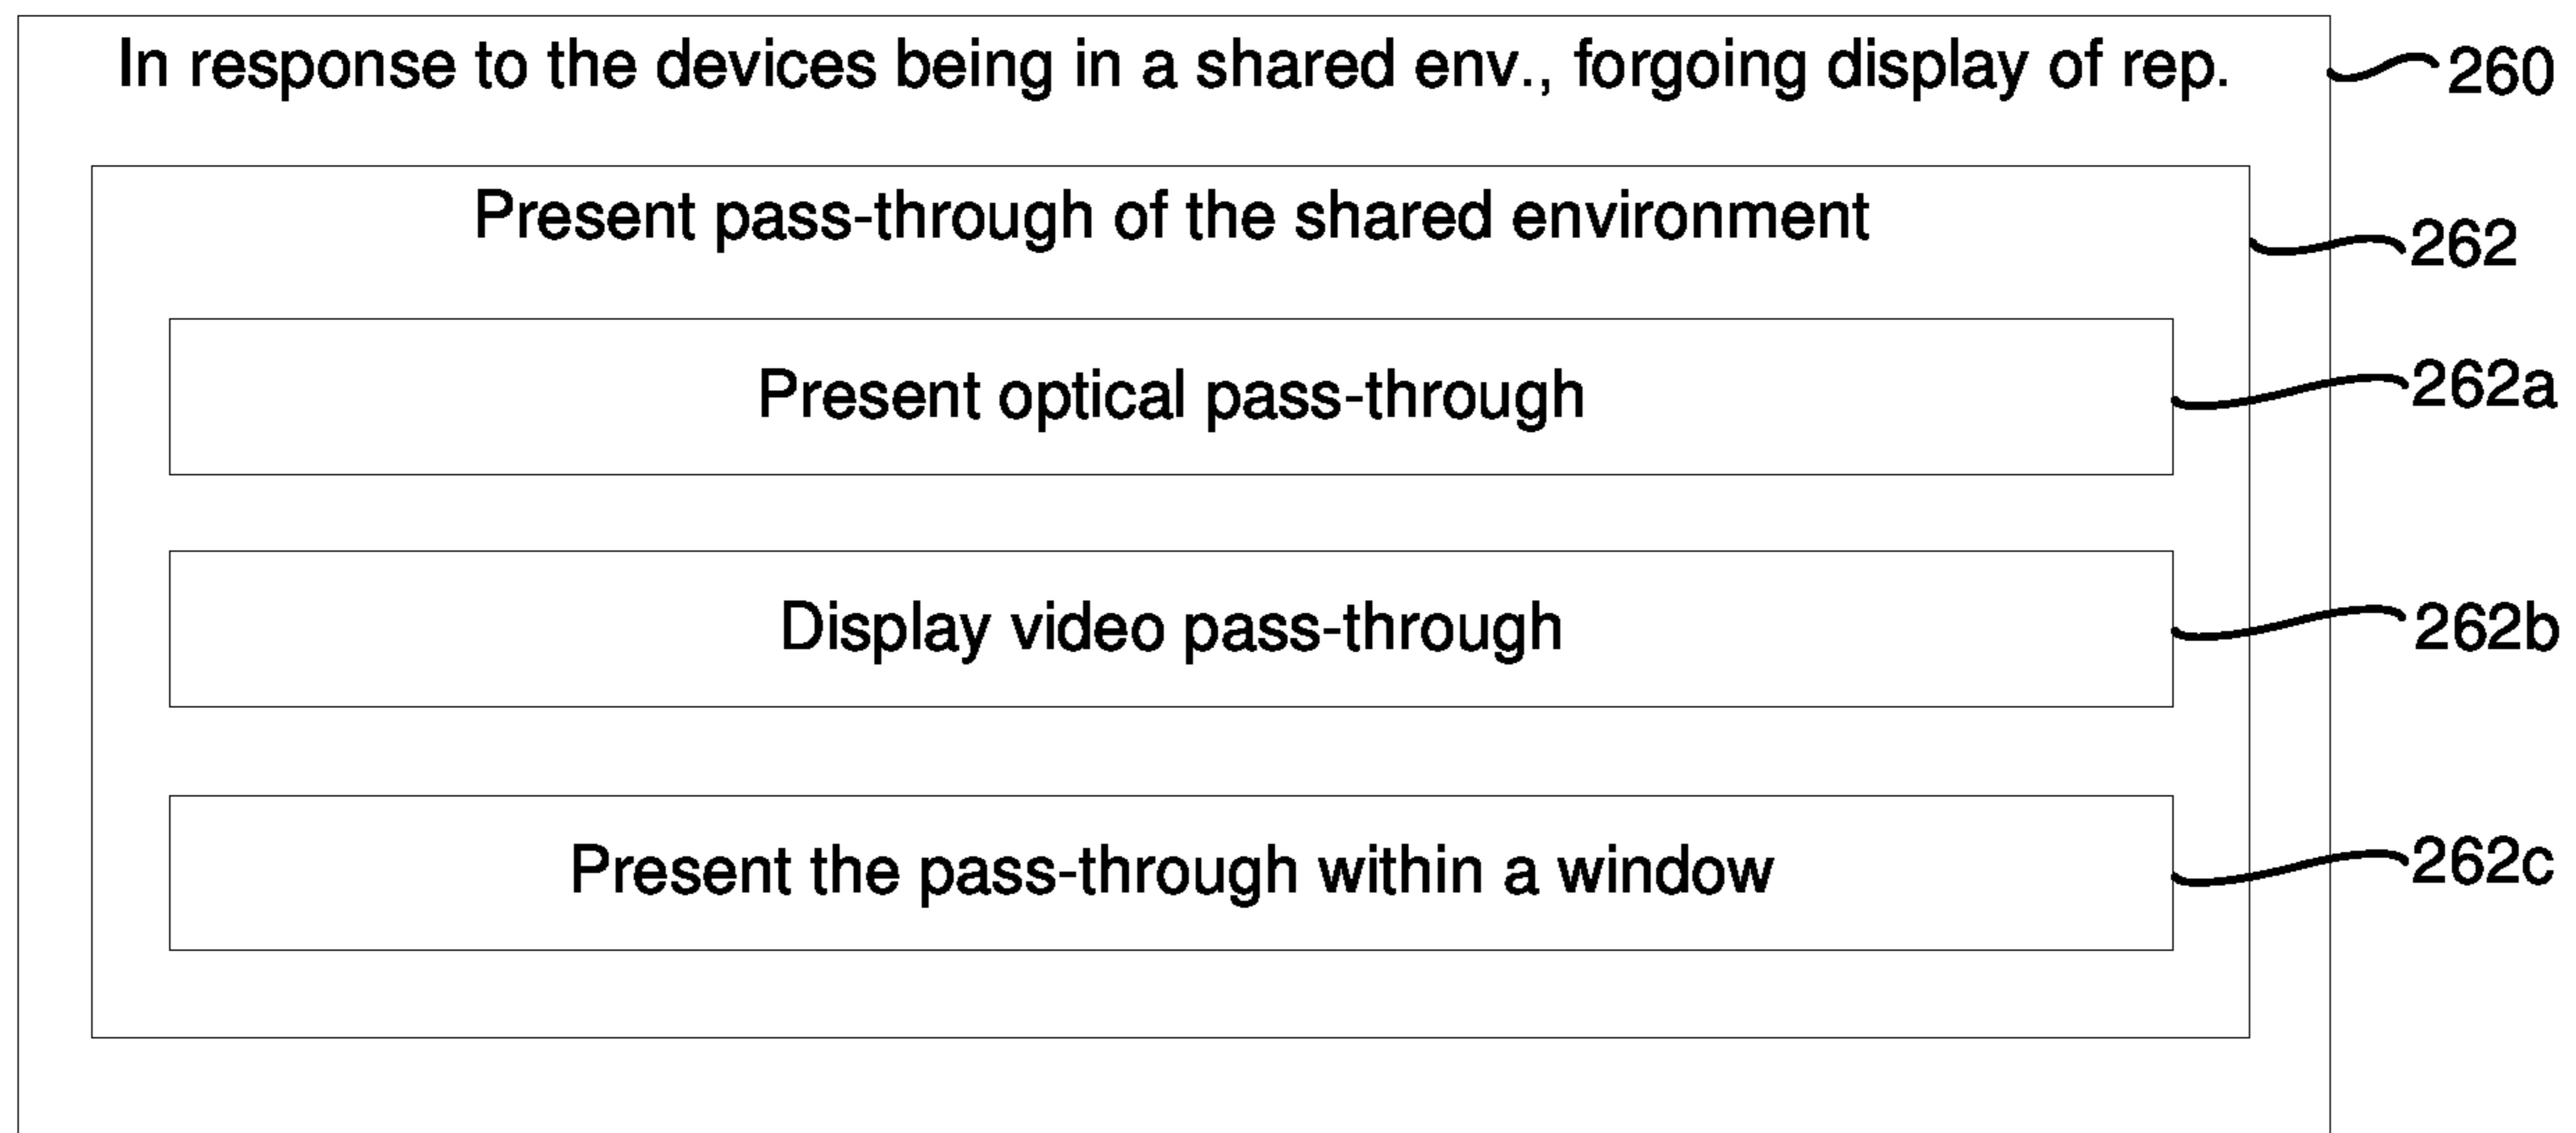 In response to the devices being in a shared env., forgoing display of rep.
260
Present pass-through of the shared environment
262
Present optical pass-through
262a
Display video pass-through
262b
Present the pass-through within a window
262c